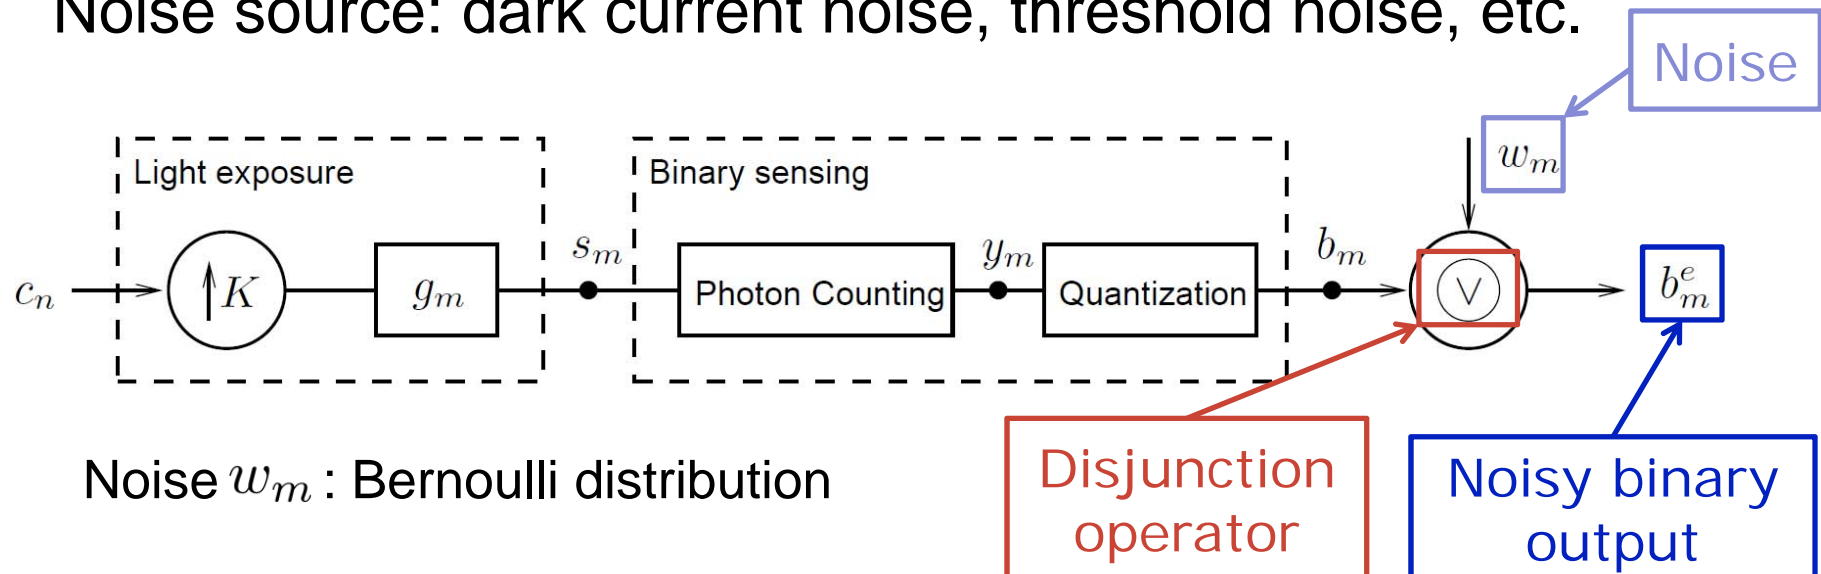 Noise source: dark current noise, threshold noise, etc.
Noise
w_m
Light exposure
Binary sensing
c_n
↑K
g_m
s_m
Photon Counting
y_m
Quantization
b_m
∨
b_m^e
Noise w_m : Bernoulli distribution
Disjunction
operator
Noisy binary
output